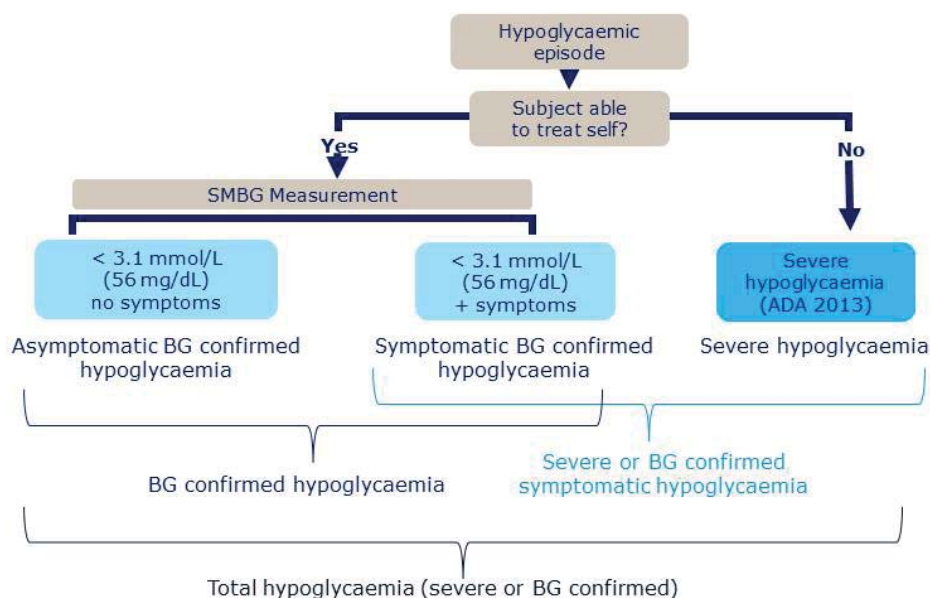 Hypoglycaemic
episode
Subject able
to treat self?
Yes
No
SMBG Measurement
< 3.1 mmol/L
(56 mg/dL)
no symptoms
< 3.1 mmol/L
(56 mg/dL)
+ symptoms
Severe
hypoglycaemia
(ADA 2013)
Asymptomatic BG confirmed
hypoglycaemia
Symptomatic BG confirmed
hypoglycaemia
Severe hypoglycaemia
BG confirmed hypoglycaemia
Severe or BG confirmed
symptomatic hypoglycaemia
Total hypoglycaemia (severe or BG confirmed)